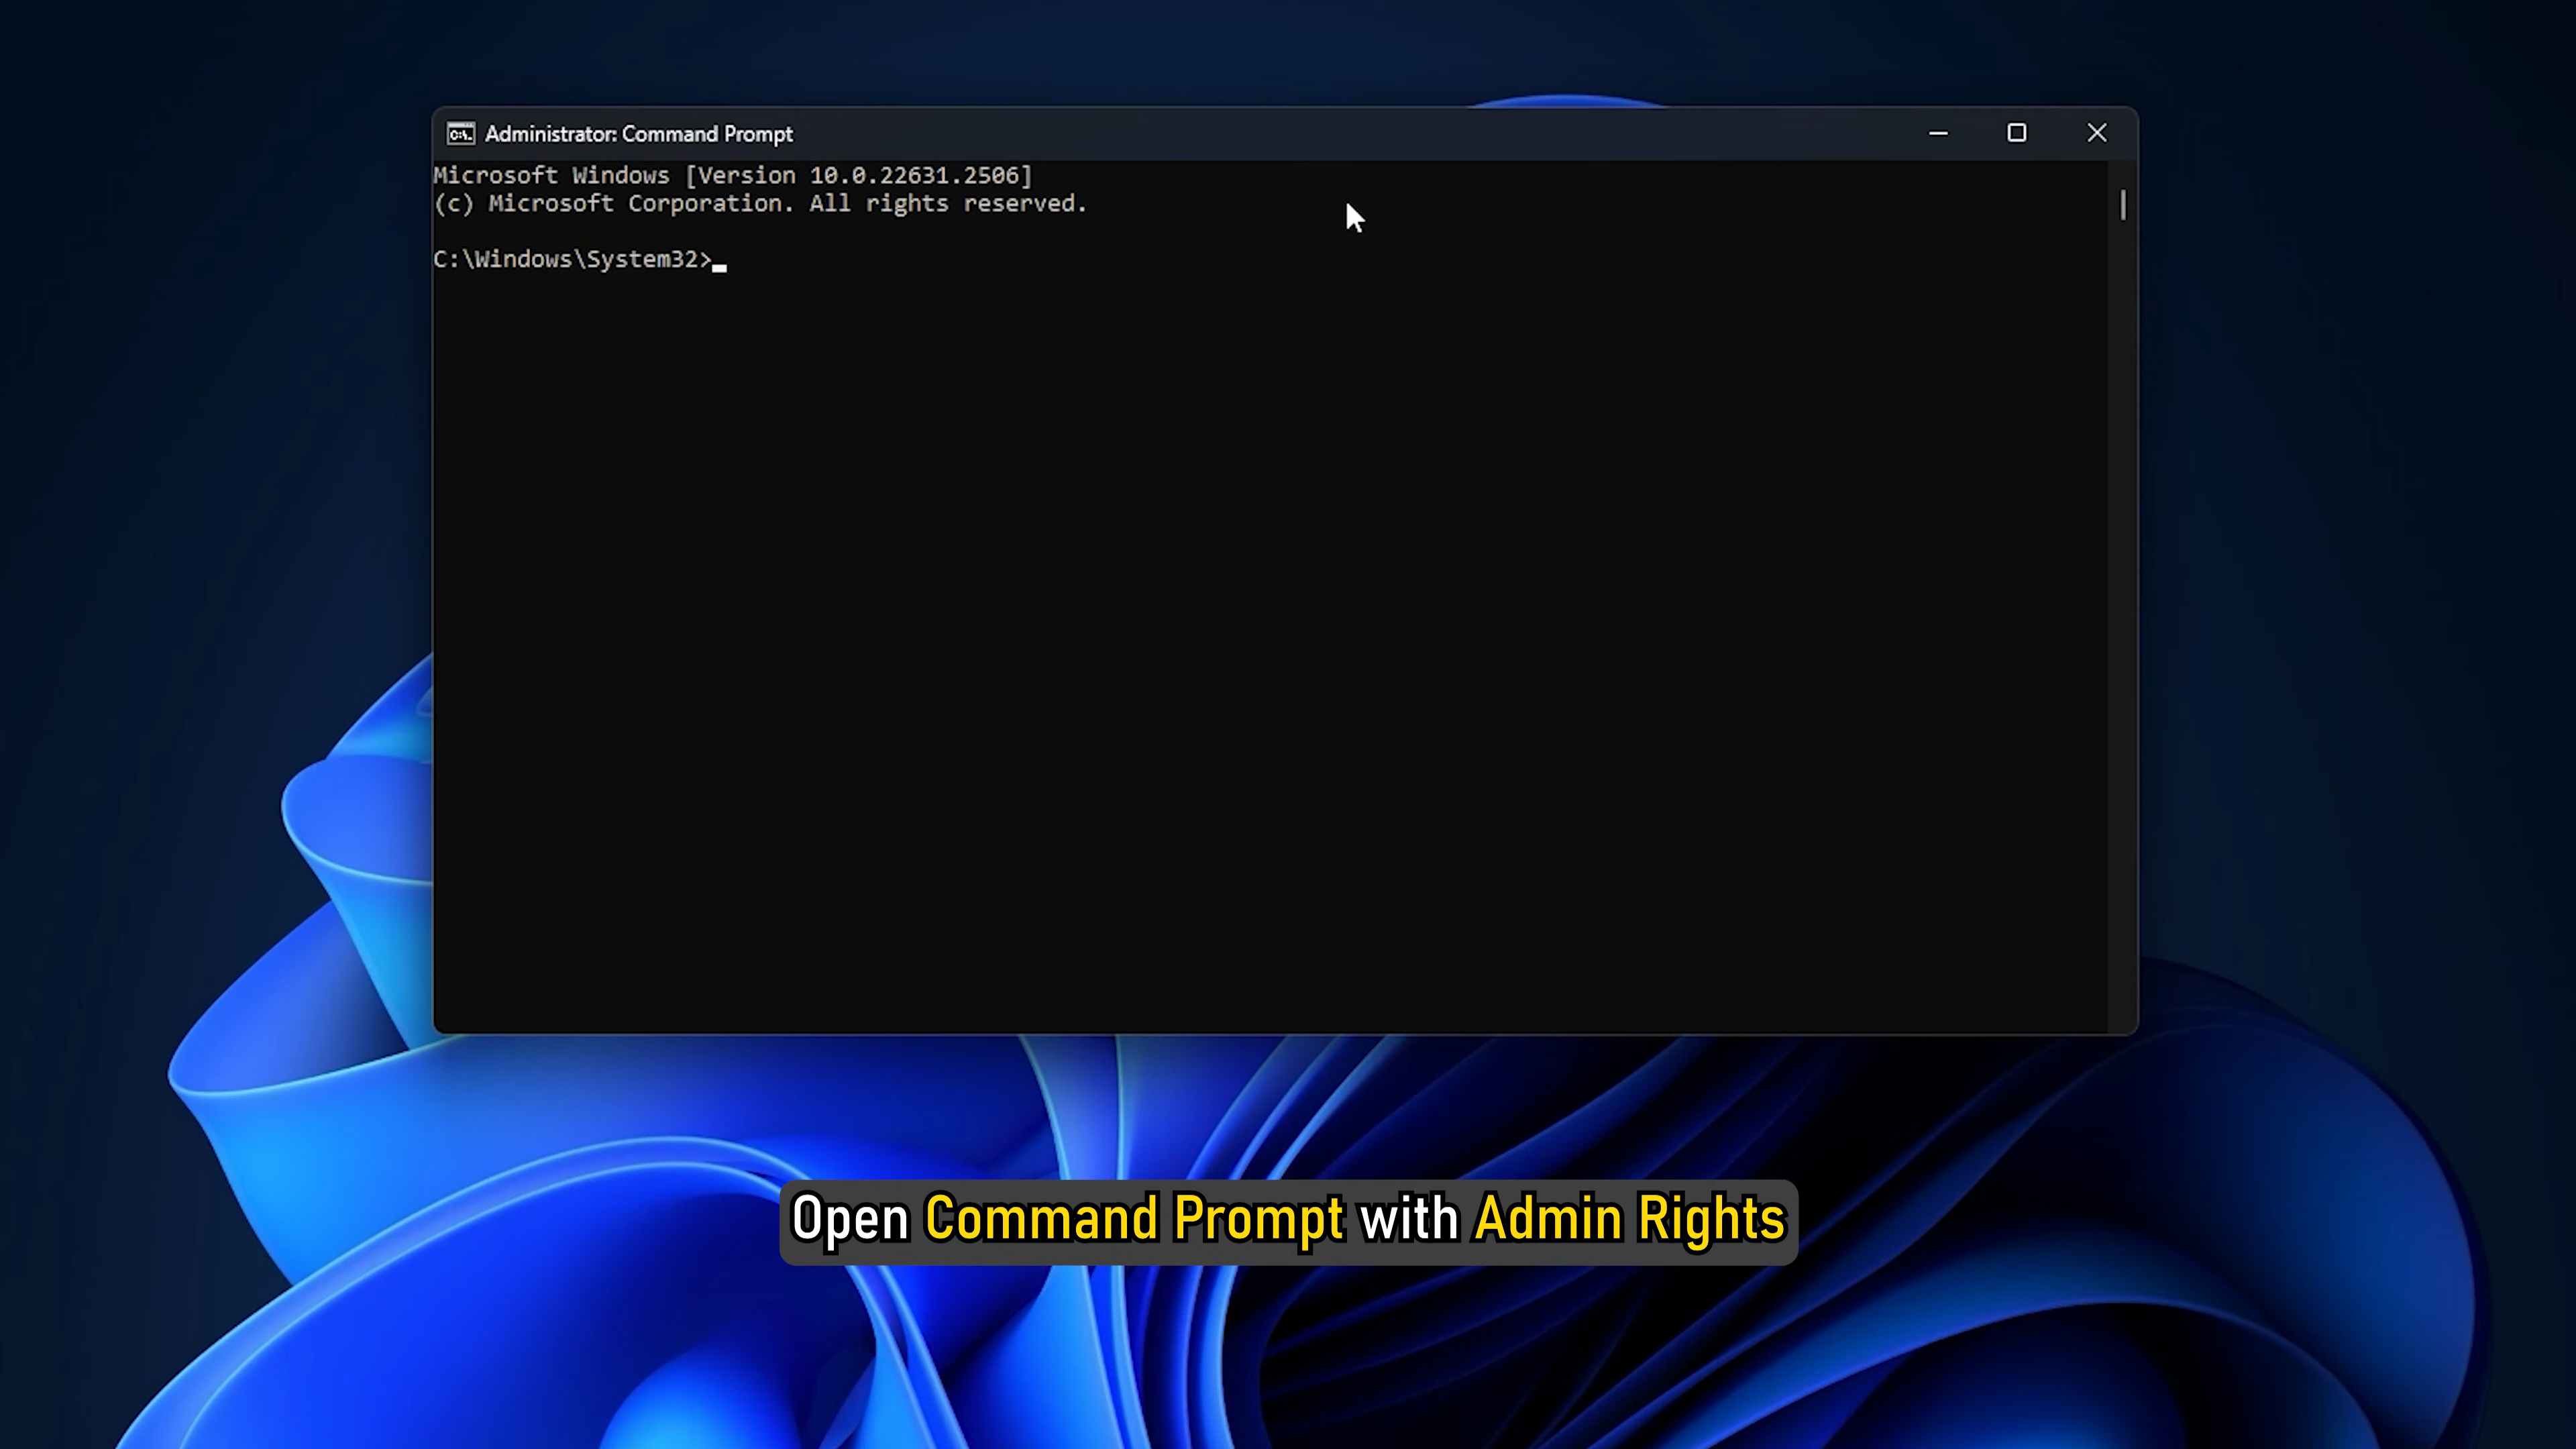 Administrator: Command Prompt
Microsoft Windows [Version 10.0.22631.2506]
(c) Microsoft Corporation. All rights reserved.
C:\Windows\System32>
Open Command Prompt with Admin Rights